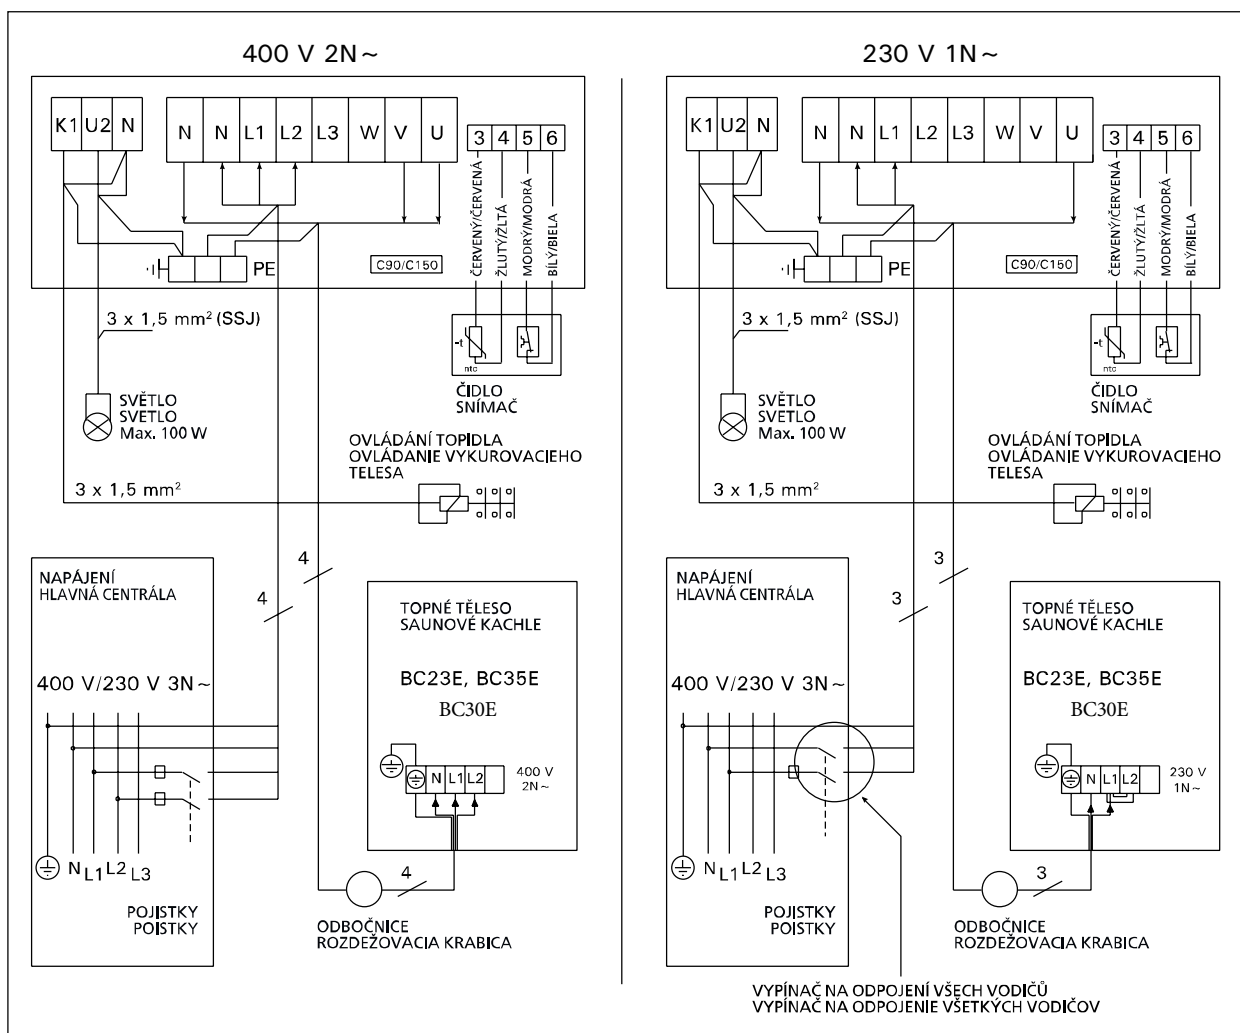 400 V 2N~
K1 U2 N
N N L1 L2 L3 W V U
3 4 5 6
ČERVENÝ/ČERVENÁ
ŽLUTÝ/ŽLTÁ
MODRÝ/MODRÁ
BÍLÝ/BIELA
PE
C90/C150
3 x 1,5 mm² (SSJ)
-t
ntc
ČIDLO
SNÍMAČ
SVĚTLO
SVETLO
Max. 100 W
OVLÁDÁNÍ TOPIDLA
OVLÁDANIE VYKUROVACIEHO
TELESA
3 x 1,5 mm²
4
4
NAPÁJENÍ
HLAVNÁ CENTRÁLA
400 V/230 V 3N~
N L1 L2 L3
POJISTKY
POISTKY
TOPNÉ TĚLESO
SAUNOVÉ KACHLE
BC23E, BC35E
BC30E
N L1 L2
400 V
2N~
4
ODBOČNICE
ROZDEŽOVACIA KRABICA
230 V 1N~
K1 U2 N
N N L1 L2 L3 W V U
3 4 5 6
ČERVENÝ/ČERVENÁ
ŽLUTÝ/ŽLTÁ
MODRÝ/MODRÁ
BÍLÝ/BIELA
PE
C90/C150
3 x 1,5 mm² (SSJ)
-t
ntc
ČIDLO
SNÍMAČ
SVĚTLO
SVETLO
Max. 100 W
OVLÁDÁNÍ TOPIDLA
OVLÁDANIE VYKUROVACIEHO
TELESA
3 x 1,5 mm²
3
3
NAPÁJENÍ
HLAVNÁ CENTRÁLA
400 V/230 V 3N~
N L1 L2 L3
POJISTKY
POISTKY
TOPNÉ TĚLESO
SAUNOVÉ KACHLE
BC23E, BC35E
BC30E
N L1 L2
230 V
1N~
3
ODBOČNICE
ROZDEŽOVACIA KRABICA
VYPÍNAČ NA ODPOJENÍ VŠECH VODIČŮ
VYPÍNAČ NA ODPOJENIE VŠETKÝCH VODIČOV